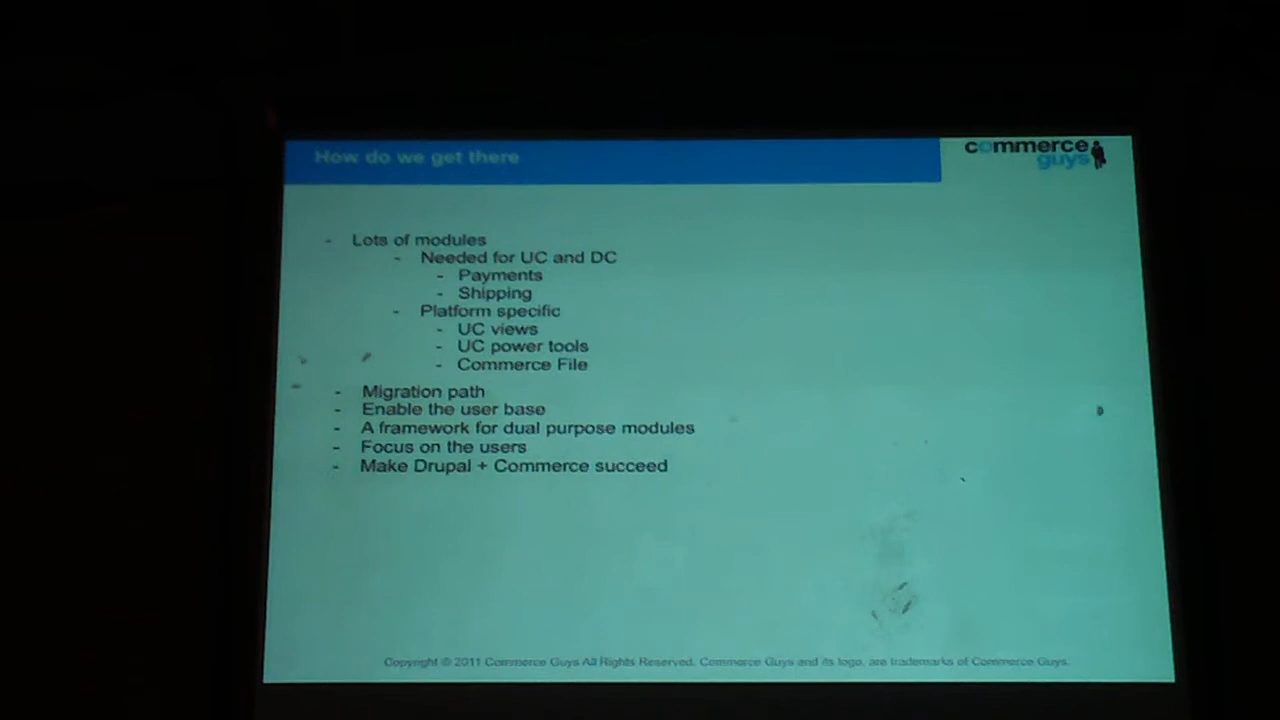 How do we get there
commerce
guys
- Lots of modules
- Needed for UC and DC
- Payments
- Shipping
- Platform specific
- UC views
- UC power tools
- Commerce File
- Migration path
- Enable the user base
- A framework for dual purpose modules
- Focus on the users
- Make Drupal + Commerce succeed
Copyright © 2011 Commerce Guys All Rights Reserved. Commerce Guys and its logo, are trademarks of Commerce Guys.